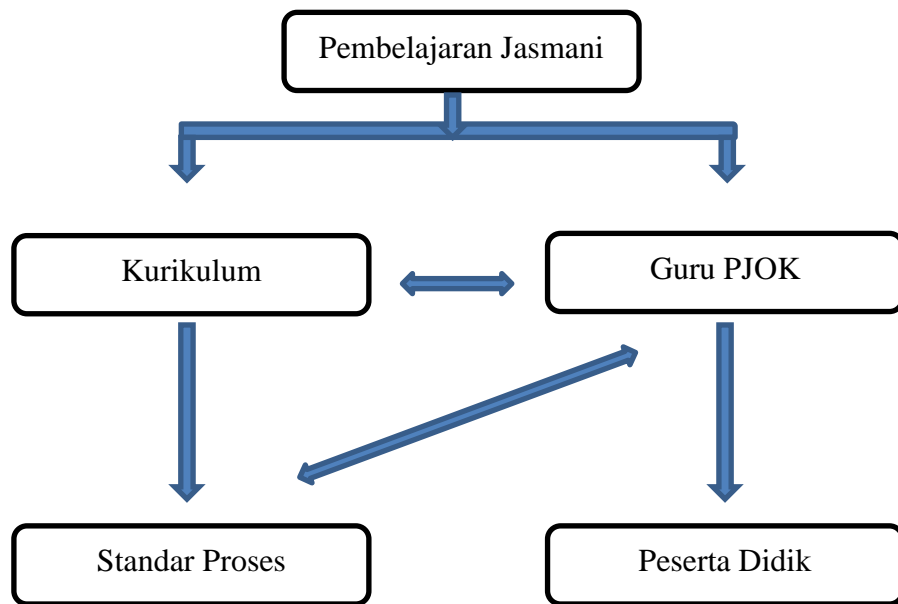 Pembelajaran Jasmani
Kurikulum
Guru PJOK
Standar Proses
Peserta Didik